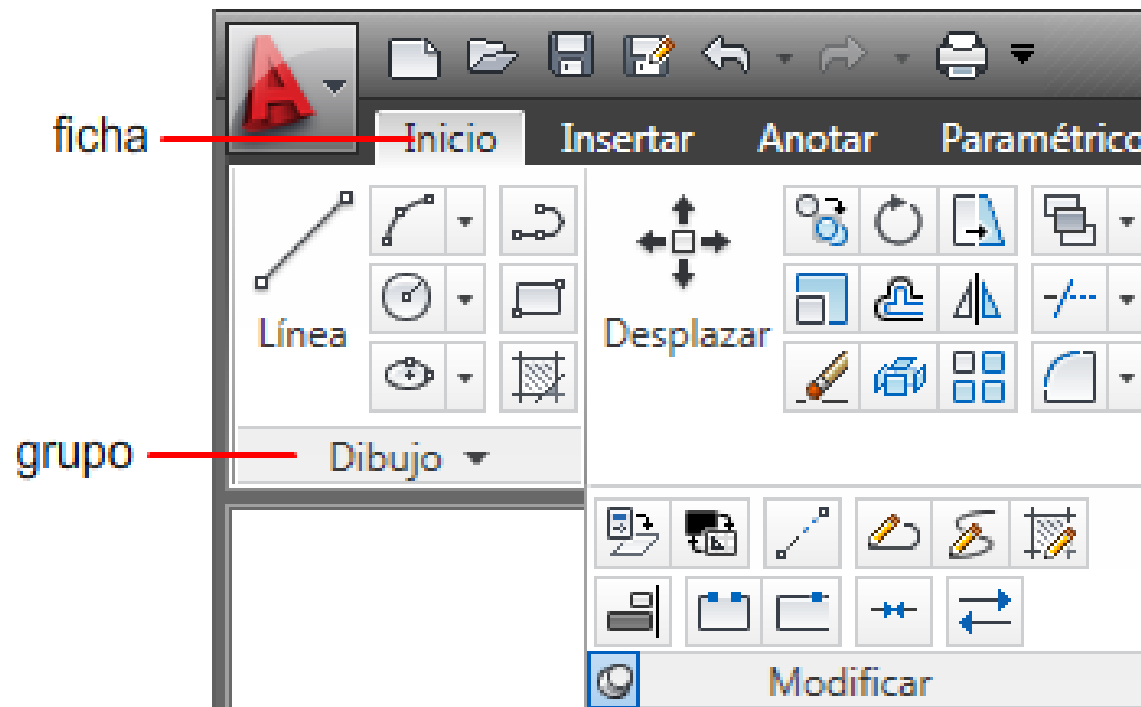 ficha
Inicio Insertar Anotar Paramétrico
Línea
Desplazar
grupo
Dibujo
Modificar